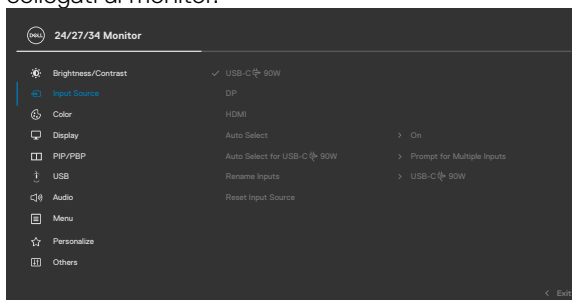 collegati al monitor.
DELL 24/27/34 Monitor
Brightness/Contrast USB-C 90W
Input Source DP
Color HDMI
Display Auto Select On
PIP/PBP Auto Select for USB-C 90W Prompt for Multiple Inputs
USB Rename Inputs USB-C 90W
Audio Reset Input Source
Menu
Personalize
Others
Exit